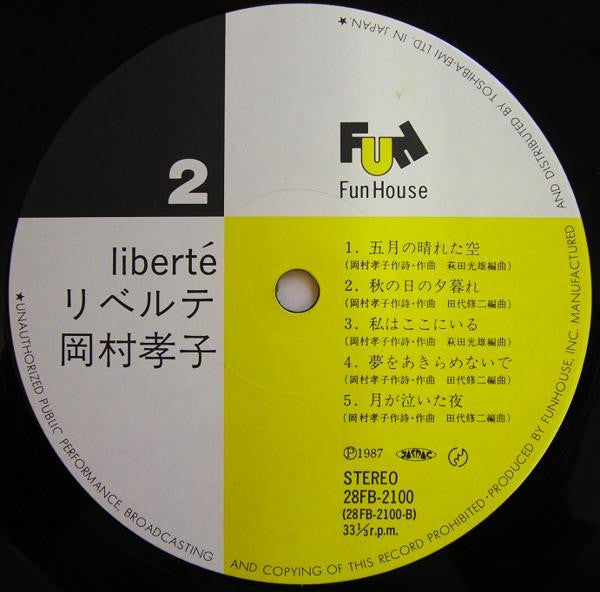 2
FUN
Fun House
liberté
リベルテ
岡村孝子
1. 五月の晴れた空
(岡村孝子作詩・作曲 萩田光雄編曲)
2. 秋の日の夕暮れ
(岡村孝子作詩・作曲 田代修二編曲)
3. 私はここにいる
(岡村孝子作詩・作曲 萩田光雄編曲)
4. 夢をあきらめないで
(岡村孝子作詩・作曲 田代修二編曲)
5. 月が泣いた夜
(岡村孝子作詩・作曲 田代修二編曲)
Ⓟ1987 JASRAC
STEREO
28FB-2100
(28FB-2100-B)
33⅓r.p.m.
★UNAUTHORIZED PUBLIC PERFORMANCE, BROADCASTING AND COPYING OF THIS RECORD PROHIBITED・PRODUCED BY FUNHOUSE, INC. MANUFACTURED AND DISTRIBUTED BY TOSHIBA-EMI LTD. IN JAPAN.★